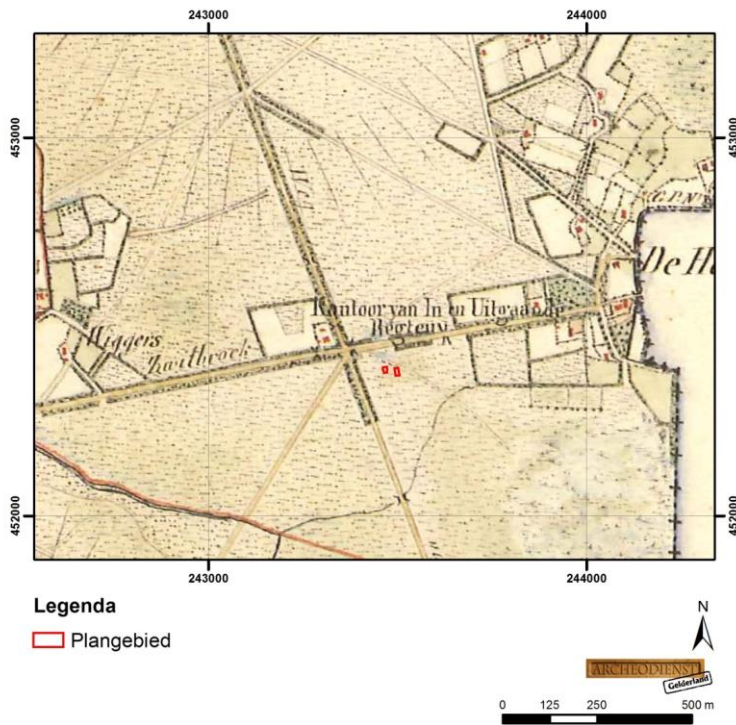 243000
244000
453000
453000
Kantoor van In en Uitgaande
Regten
De H
Wiggers
Zwitbroek
452000
452000
243000
244000
Legenda
Plangebied
N
ARCHEODIENST
Gelderland
0 125 250 500 m